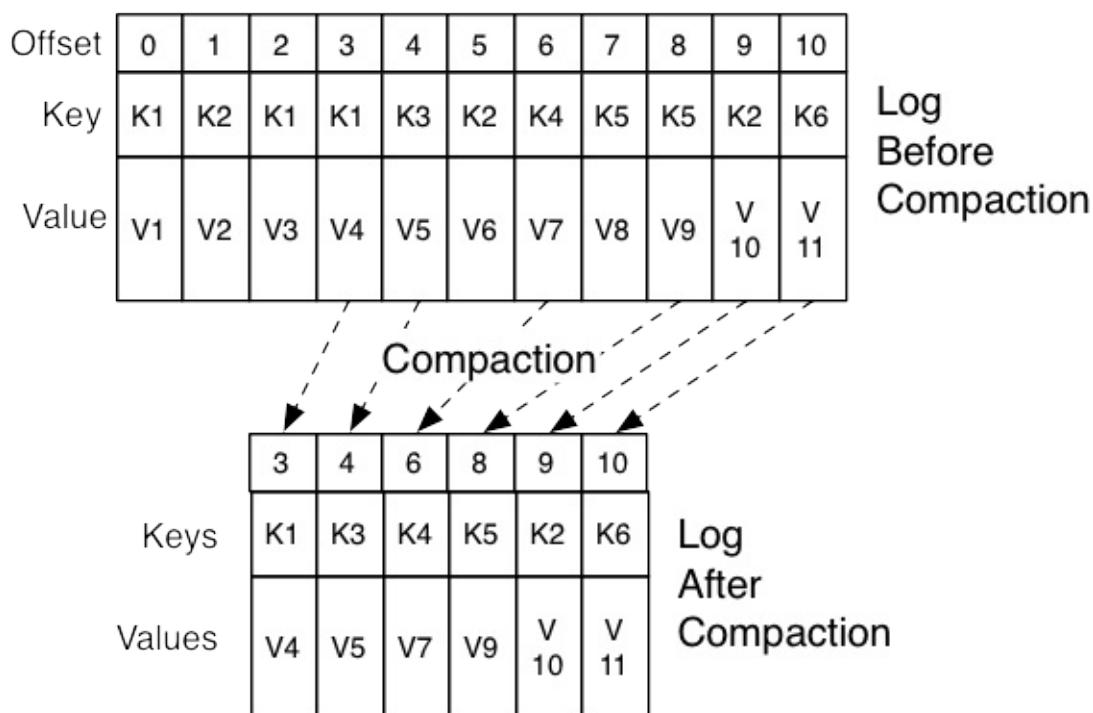 Offset 0 1 2 3 4 5 6 7 8 9 10
Key K1 K2 K1 K1 K3 K2 K4 K5 K5 K2 K6
Value V1 V2 V3 V4 V5 V6 V7 V8 V9 V 10 V 11
Log
Before
Compaction
Compaction
3 4 6 8 9 10
Keys K1 K3 K4 K5 K2 K6
Values V4 V5 V7 V9 V 10 V 11
Log
After
Compaction